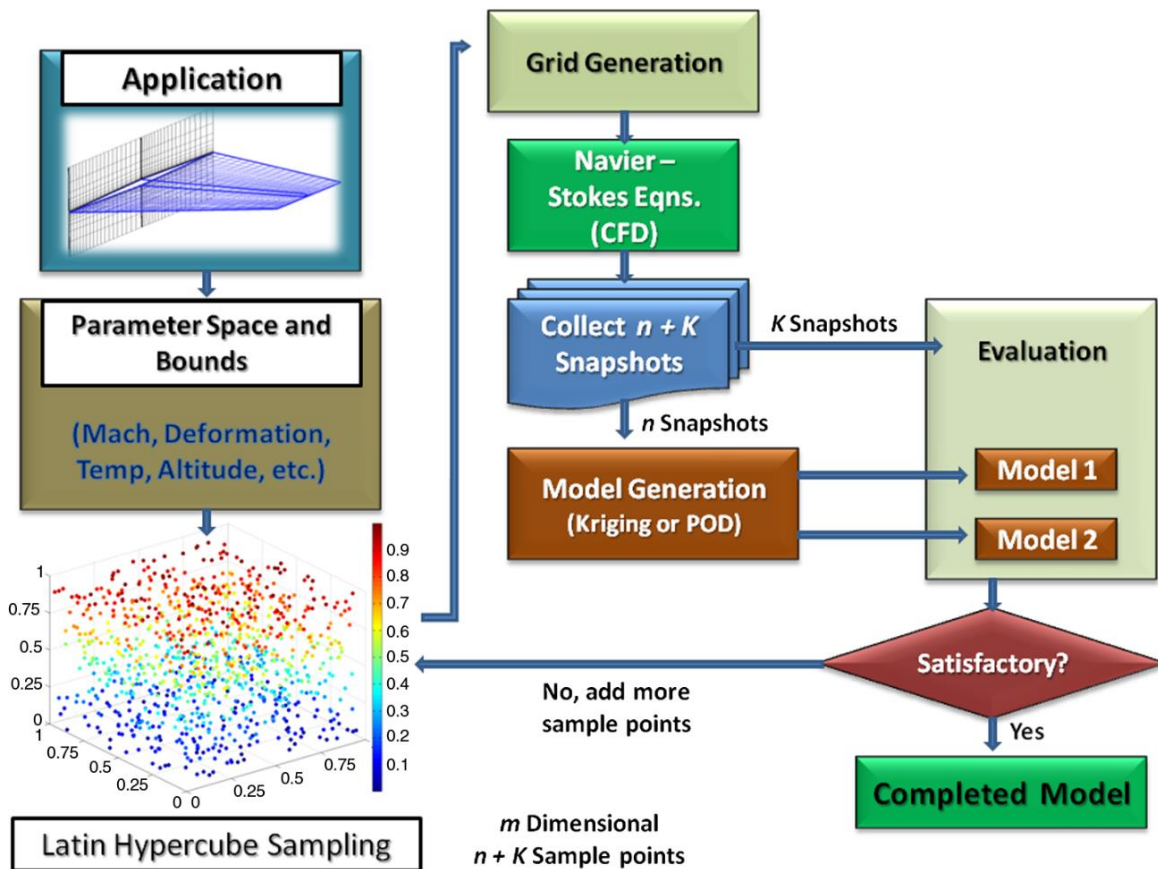 Application
Parameter Space and
Bounds
(Mach, Deformation,
Temp, Altitude, etc.)
1
0.75
0.5
0.25
0
1
0.75
0.5
0.25
0
0
0.25
0.5
0.75
0.9
0.8
0.7
0.6
0.5
0.4
0.3
0.2
0.1
Latin Hypercube Sampling
m Dimensional
n + K Sample points
Grid Generation
Navier –
Stokes Eqns.
(CFD)
Collect n + K
Snapshots
K Snapshots
n Snapshots
Model Generation
(Kriging or POD)
Evaluation
Model 1
Model 2
Satisfactory?
No, add more
sample points
Yes
Completed Model